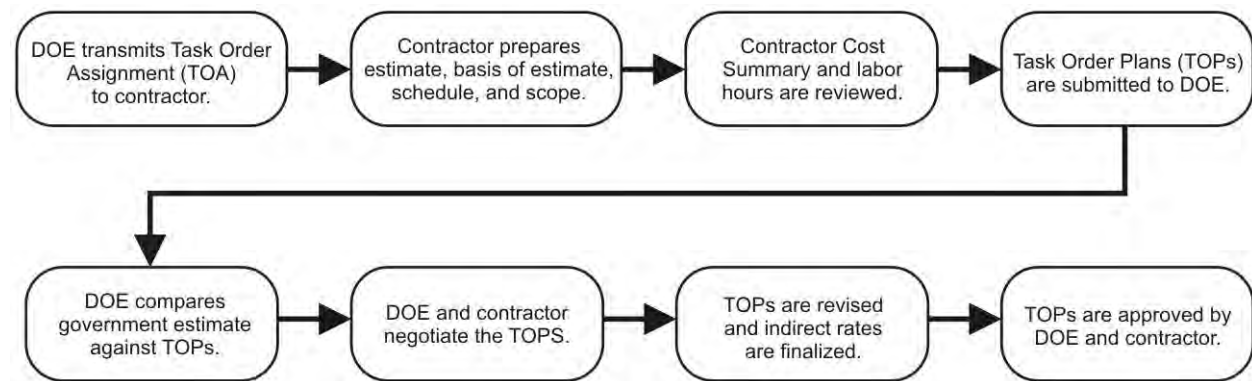 DOE transmits Task Order
Assignment (TOA)
to contractor.
Contractor prepares
estimate, basis of estimate,
schedule, and scope.
Contractor Cost
Summary and labor
hours are reviewed.
Task Order Plans (TOPs)
are submitted to DOE.
DOE compares
government estimate
against TOPs.
DOE and contractor
negotiate the TOPS.
TOPs are revised
and indirect rates
are finalized.
TOPs are approved by
DOE and contractor.